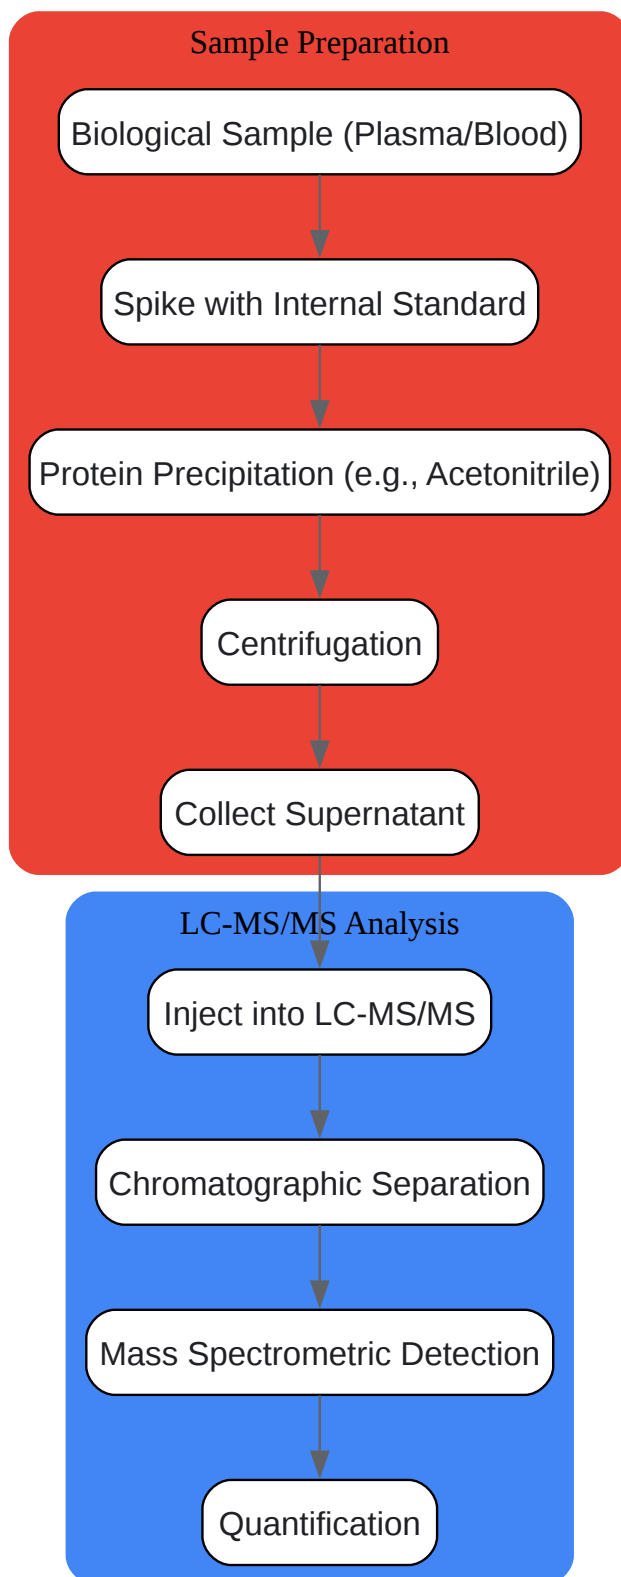 Sample Preparation
Biological Sample (Plasma/Blood)
Spike with Internal Standard
Protein Precipitation (e.g., Acetonitrile)
Centrifugation
Collect Supernatant
LC-MS/MS Analysis
Inject into LC-MS/MS
Chromatographic Separation
Mass Spectrometric Detection
Quantification